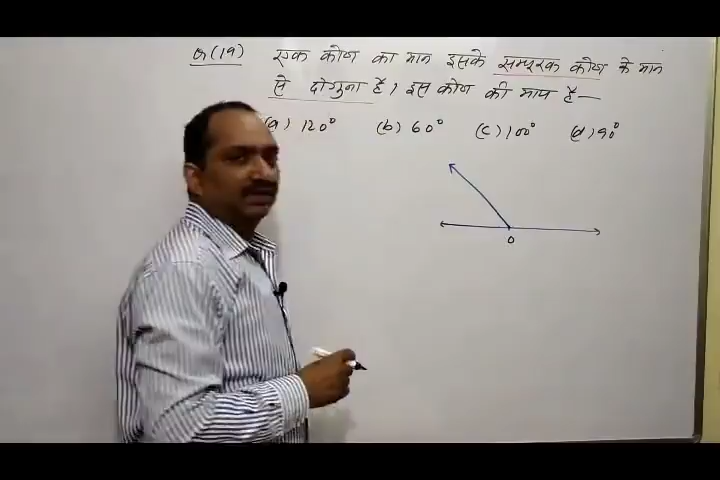 प्र(19) एक कोण का मान इसके सम्पूरक कोण के मान
से दोगुना है। इस कोण की माप है—
(a) 120° (b) 60° (c) 100° (d) 90°
O